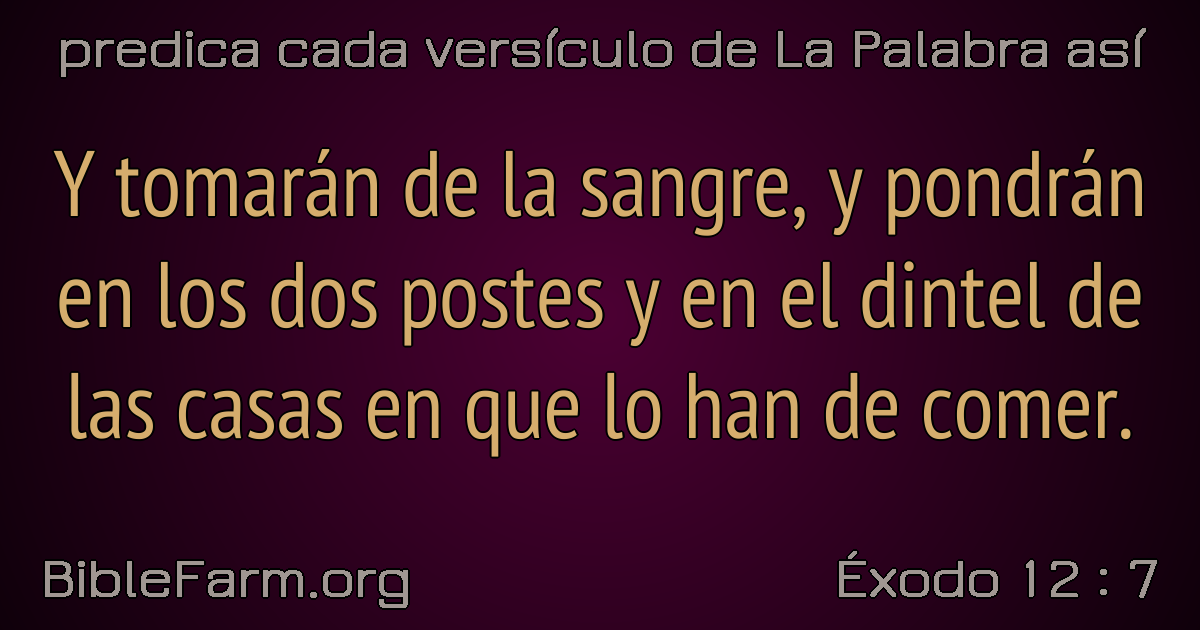 predica cada versículo de La Palabra así
Y tomarán de la sangre, y pondrán
en los dos postes y en el dintel de
las casas en que lo han de comer.
BibleFarm.org
Éxodo 12 : 7